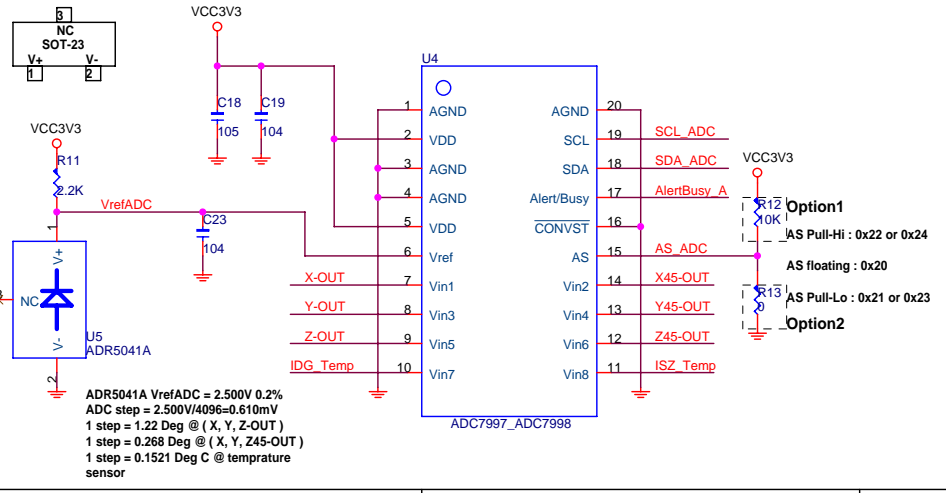 3
NC
SOT-23
V+ V-
1 2
VCC3V3
C18
105
C19
104
VCC3V3
R11
2.2K
VrefADC
C23
104
1
V+
NC
V-
2
U5
ADR5041A
U4
1 AGND
2 VDD
3 AGND
4 AGND
5 VDD
6 Vref
X-OUT 7 Vin1
Y-OUT 8 Vin3
Z-OUT 9 Vin5
IDG_Temp 10 Vin7
AGND 20
SCL 19 SCL_ADC
SDA 18 SDA_ADC
Alert/Busy 17 AlertBusy_A
CONVST 16
AS 15 AS_ADC
Vin2 14 X45-OUT
Vin4 13 Y45-OUT
Vin6 12 Z45-OUT
Vin8 11 ISZ_Temp
ADC7997_ADC7998
VCC3V3
R12
10K
Option1
AS Pull-Hi : 0x22 or 0x24
AS floating : 0x20
R13
0
AS Pull-Lo : 0x21 or 0x23
Option2
ADR5041A VrefADC = 2.500V 0.2%
ADC step = 2.500V/4096=0.610mV
1 step = 1.22 Deg @ ( X, Y, Z-OUT )
1 step = 0.268 Deg @ ( X, Y, Z45-OUT )
1 step = 0.1521 Deg C @ temprature
sensor